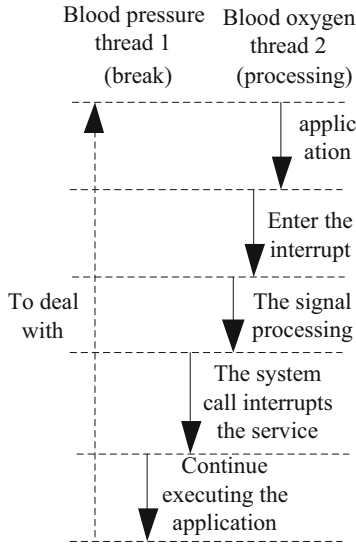 Blood pressure
thread 1
(break)
Blood oxygen
thread 2
(processing)
applic
ation
Enter the
interrupt
To deal
with
The signal
processing
The system
call interrupts
the service
Continue
executing the
application